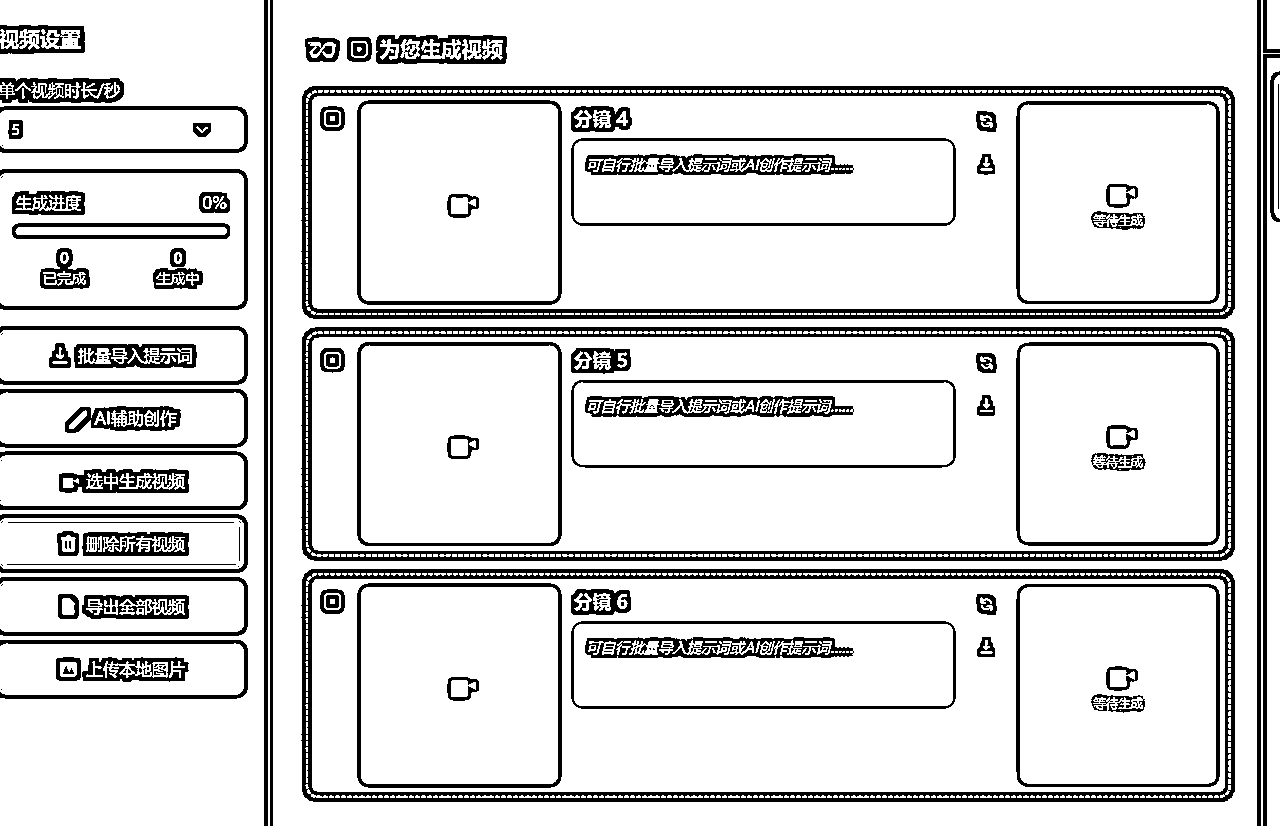 视频设置
单个视频时长/秒
5
生成进度 0%
0 0
已完成 生成中
批量导入提示词
AI辅助创作
选中生成视频
删除所有视频
导出全部视频
上传本地图片
为您生成视频
分镜 4
可自行批量导入提示词或AI创作提示词......
等待生成
分镜 5
可自行批量导入提示词或AI创作提示词......
等待生成
分镜 6
可自行批量导入提示词或AI创作提示词......
等待生成